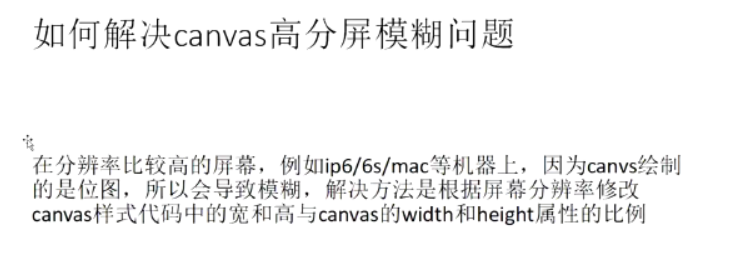 如何解决canvas高分屏模糊问题
在分辨率比较高的屏幕，例如ip6/6s/mac等机器上，因为canvs绘制
的是位图，所以会导致模糊，解决方法是根据屏幕分辨率修改
canvas样式代码中的宽和高与canvas的width和height属性的比例